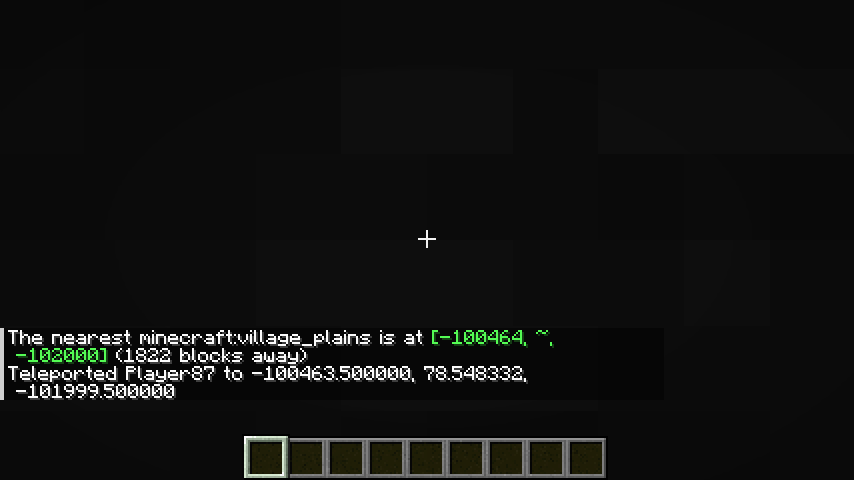 The nearest minecraft:village_plains is at [-100464, ~,
-102000] (1822 blocks away)
Teleported Player87 to -100463.500000, 78.548332,
-101999.500000